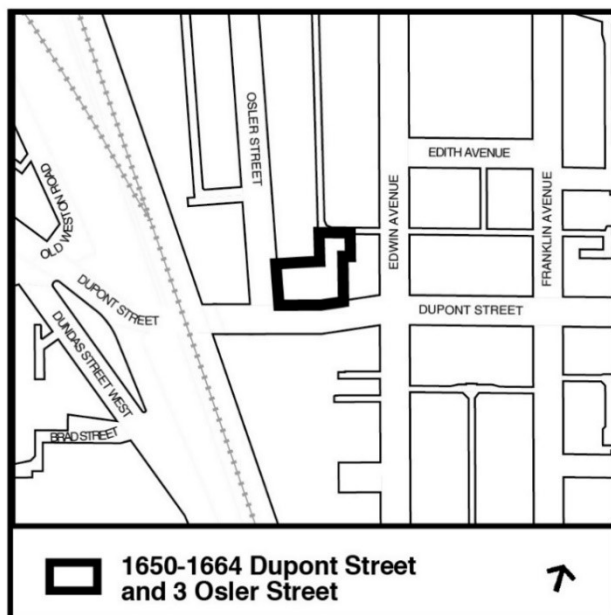 OSLER STREET
EDITH AVENUE
OLD WESTON ROAD
EDWIN AVENUE
FRANKLIN AVENUE
DUPONT STREET
DUPONT STREET
DUNDAS STREET WEST
BRAD STREET
1650-1664 Dupont Street
and 3 Osler Street